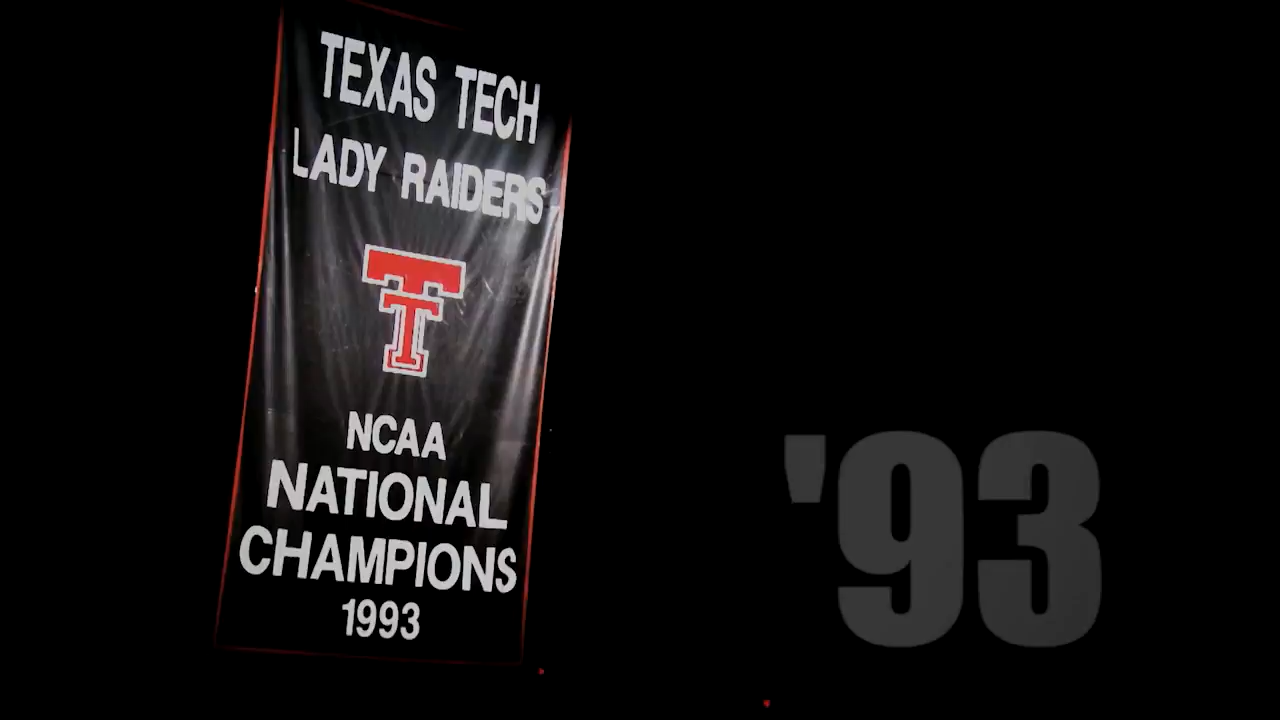 TEXAS TECH
LADY RAIDERS
T
T
NCAA
NATIONAL
CHAMPIONS
1993
'93